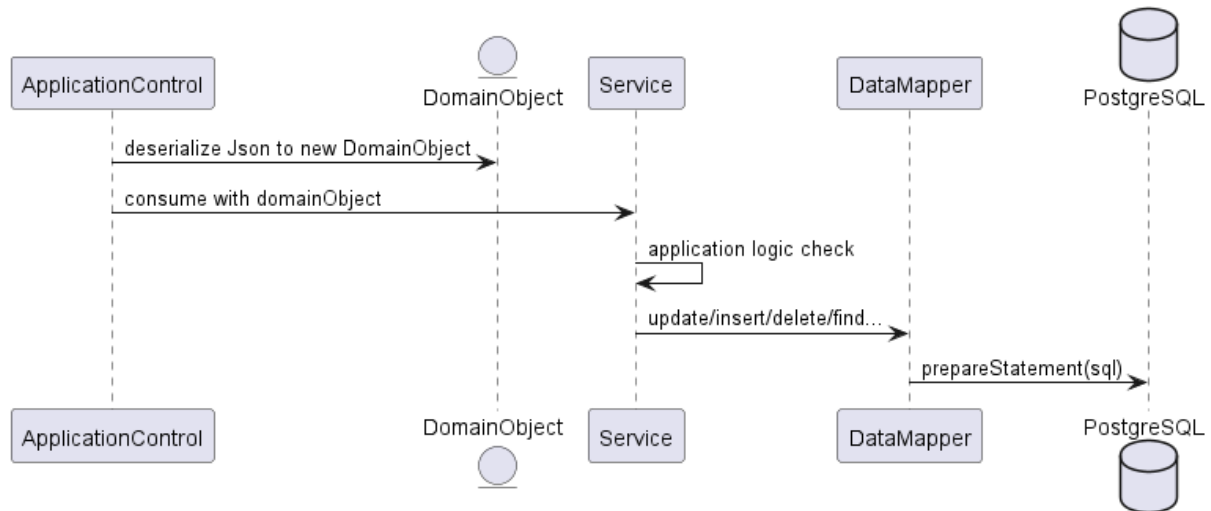 ApplicationControl
DomainObject
Service
DataMapper
PostgreSQL
deserialize Json to new DomainObject
consume with domainObject
application logic check
update/insert/delete/find...
prepareStatement(sql)
ApplicationControl
DomainObject
Service
DataMapper
PostgreSQL